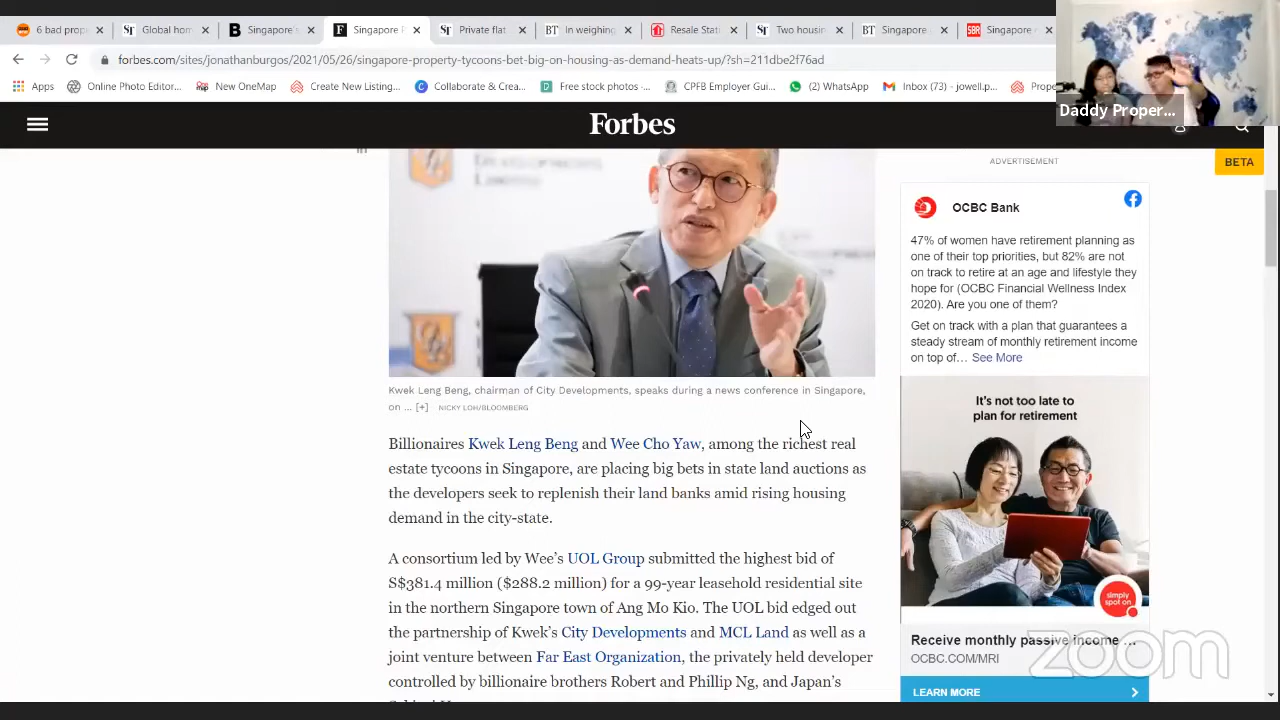 6 bad prop
Global hom
Singapore's
Singapore P
Private flat
In weighing
Resale Stati
Two housin
Singapore
Singapore
forbes.com/sites/jonathanburgos/2021/05/26/singapore-property-tycoons-bet-big-on-housing-as-demand-heats-up/?sh=211dbe2f76ad
Apps
Online Photo Editor...
New OneMap
Create New Listing...
Collaborate & Crea...
Free stock photos...
CPFB Employer Gui...
(2) WhatsApp
Inbox (73) - jowell.p...
Daddy Proper...
Forbes
BETA
ADVERTISEMENT
Kwek Leng Beng, chairman of City Developments, speaks during a news conference in Singapore,
on ... [+] NICKY LOH/BLOOMBERG
Billionaires Kwek Leng Beng and Wee Cho Yaw, among the richest real
estate tycoons in Singapore, are placing big bets in state land auctions as
the developers seek to replenish their land banks amid rising housing
demand in the city-state.
A consortium led by Wee's UOL Group submitted the highest bid of
S$381.4 million ($288.2 million) for a 99-year leasehold residential site
in the northern Singapore town of Ang Mo Kio. The UOL bid edged out
the partnership of Kwek's City Developments and MCL Land as well as a
joint venture between Far East Organization, the privately held developer
controlled by billionaire brothers Robert and Phillip Ng, and Japan's
OCBC Bank
47% of women have retirement planning as
one of their top priorities, but 82% are not
on track to retire at an age and lifestyle they
hope for (OCBC Financial Wellness Index
2020). Are you one of them?
Get on track with a plan that guarantees a
steady stream of monthly retirement income
on top of... See More
It's not too late to
plan for retirement
simply
spot on
Receive monthly passive income ...
OCBC.COM/MRI
LEARN MORE
zoom